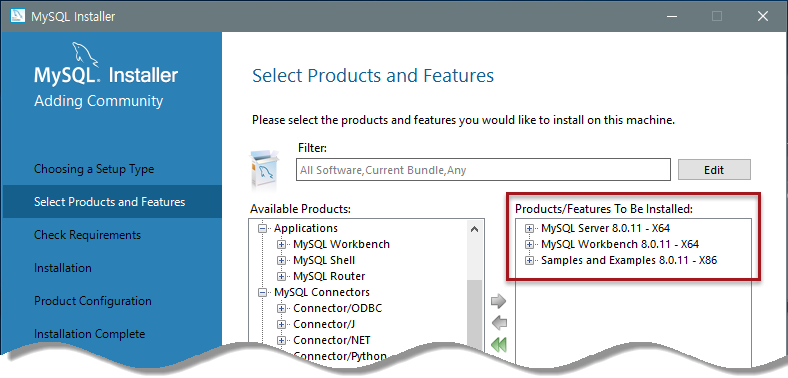 MySQL Installer
MySQL. Installer
Adding Community
Choosing a Setup Type
Select Products and Features
Check Requirements
Installation
Product Configuration
Installation Complete
Select Products and Features
Please select the products and features you would like to install on this machine.
Filter:
All Software,Current Bundle,Any
Edit
Available Products:
Applications
MySQL Workbench
MySQL Shell
MySQL Router
MySQL Connectors
Connector/ODBC
Connector/J
Connector/NET
Connector/Python
Products/Features To Be Installed:
MySQL Server 8.0.11 - X64
MySQL Workbench 8.0.11 - X64
Samples and Examples 8.0.11 - X86